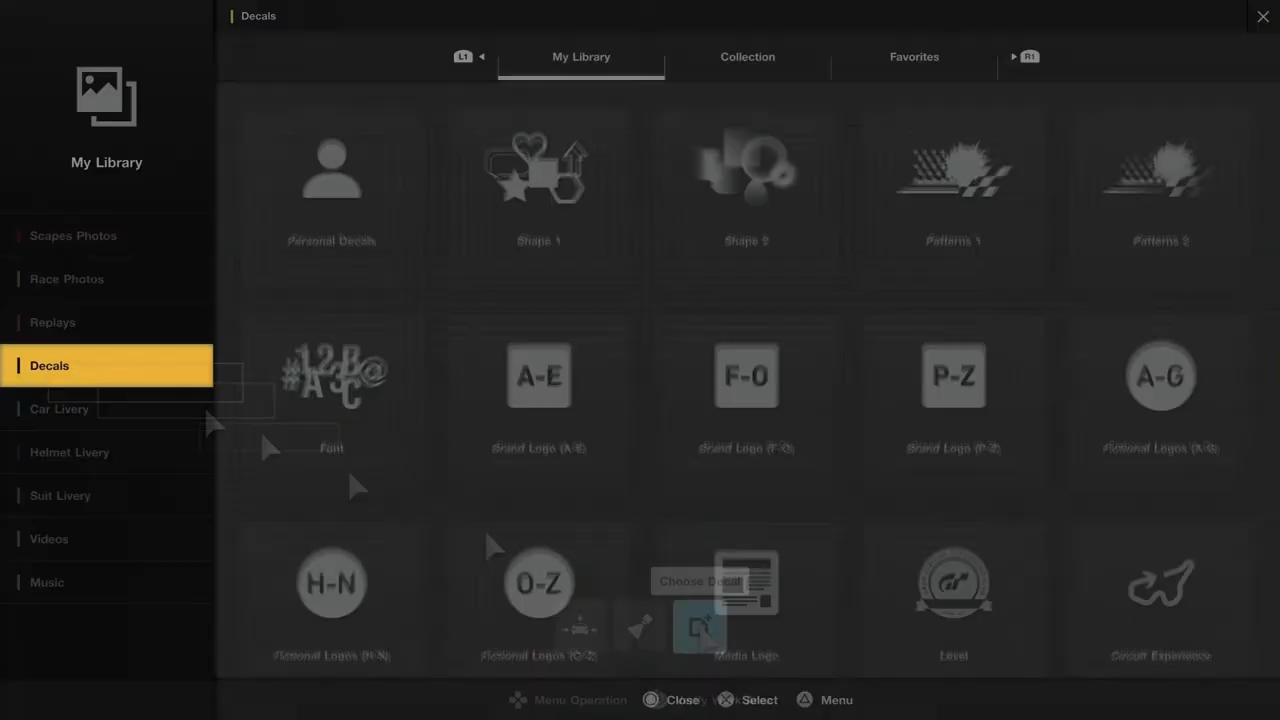 Decals
L1
My Library
Collection
Favorites
R1
My Library
Scapes Photos
Race Photos
Replays
Decals
Car Livery
Helmet Livery
Suit Livery
Videos
Music
Personal Decals
Shape 1
Shape 2
Patterns 1
Patterns 2
#12B@
A3C
A-E
F-O
P-Z
A-G
Font
Brand Logo (A-E)
Brand Logo (F-O)
Brand Logo (P-Z)
Fictional Logos (A-G)
H-N
O-Z
Choose Decal
GT
Fictional Logos (H-N)
Fictional Logos (O-Z)
Media Logo
Level
Circuit Experience
Menu Operation
Close
Select
Menu